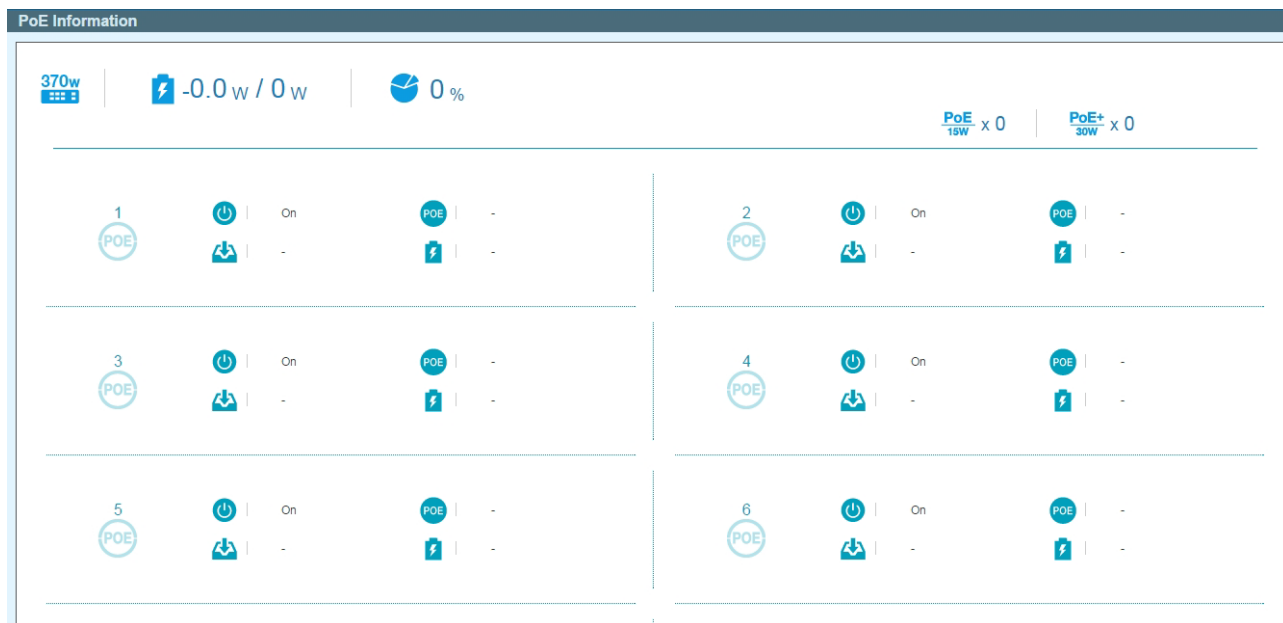 PoE Information
370w
-0.0 W / 0 W
0 %
PoE 15W x 0
PoE+ 30W x 0
1
POE
On
POE
-
-
-
2
POE
On
POE
-
-
-
3
POE
On
POE
-
-
-
4
POE
On
POE
-
-
-
5
POE
On
POE
-
-
-
6
POE
On
POE
-
-
-